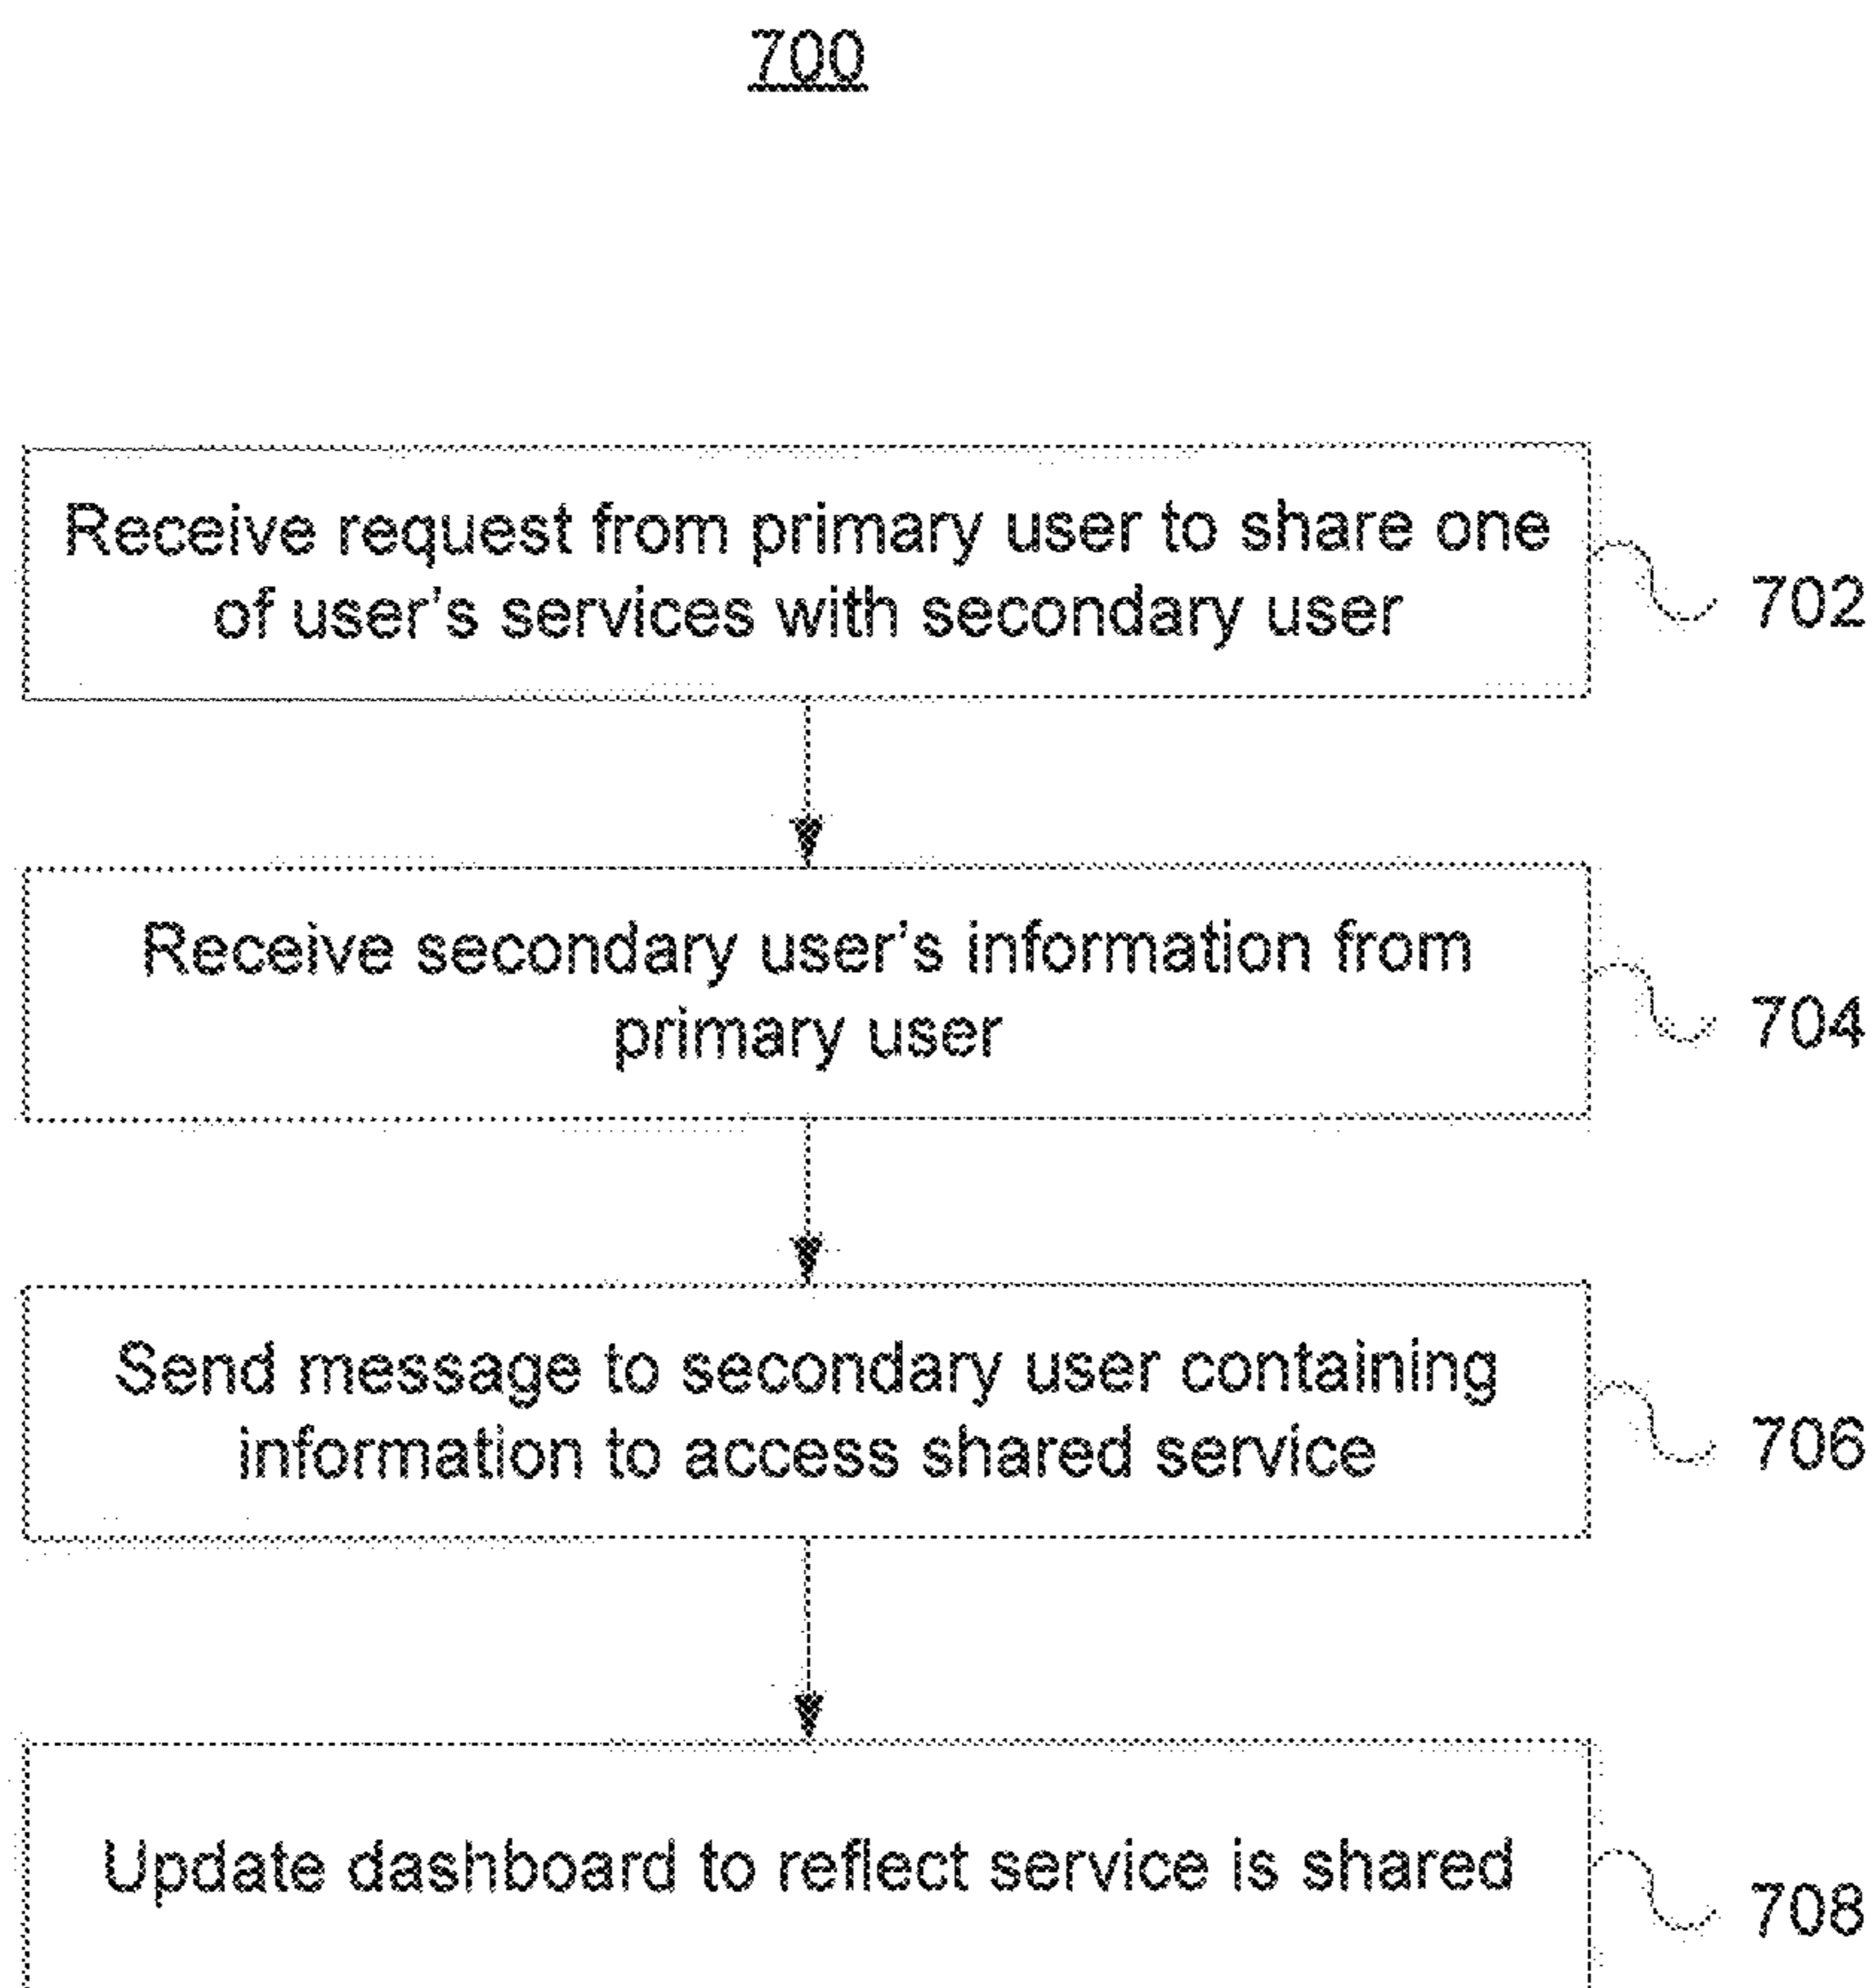 700
Receive request from primary user to share one
of user's services with secondary user
702
Receive secondary user's information from
primary user
704
Send message to secondary user containing
information to access shared service
706
Update dashboard to reflect service is shared
708